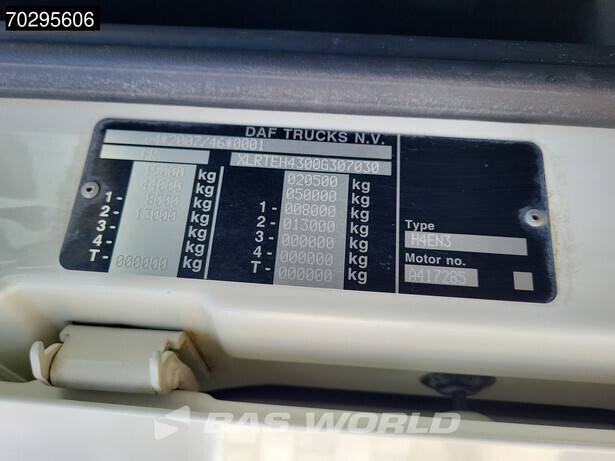 70295606
DAF TRUCKS N.V.
XLRTEH4300G307030
19000 kg
44000 kg
1- 8000 kg
2- 13000 kg
3- kg
4- kg
T- 000000 kg
020500 kg
050000 kg
1- 008000 kg
2- 013000 kg
3- 000000 kg
4- 000000 kg
T- 000000 kg
Type
H4EN3
Motor no.
A417285
BAS WORLD